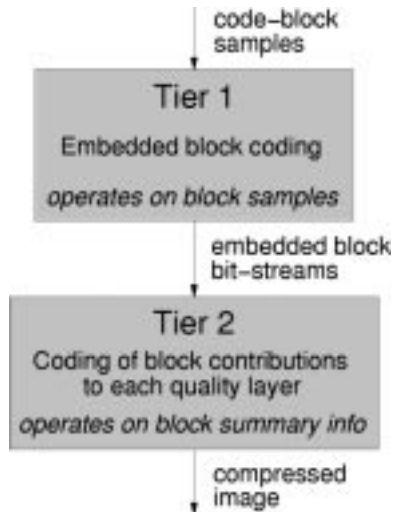 code-block
samples
Tier 1
Embedded block coding
operates on block samples
embedded block
bit-streams
Tier 2
Coding of block contributions
to each quality layer
operates on block summary info
compressed
image